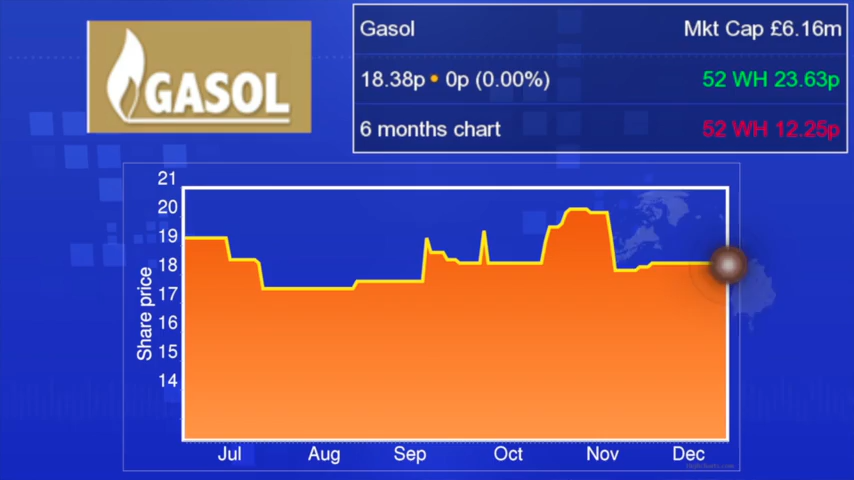 GASOL
Gasol Mkt Cap £6.16m
18.38p • 0p (0.00%) 52 WH 23.63p
6 months chart 52 WH 12.25p
21
20
19
18
17
16
15
14
Share price
Jul Aug Sep Oct Nov Dec